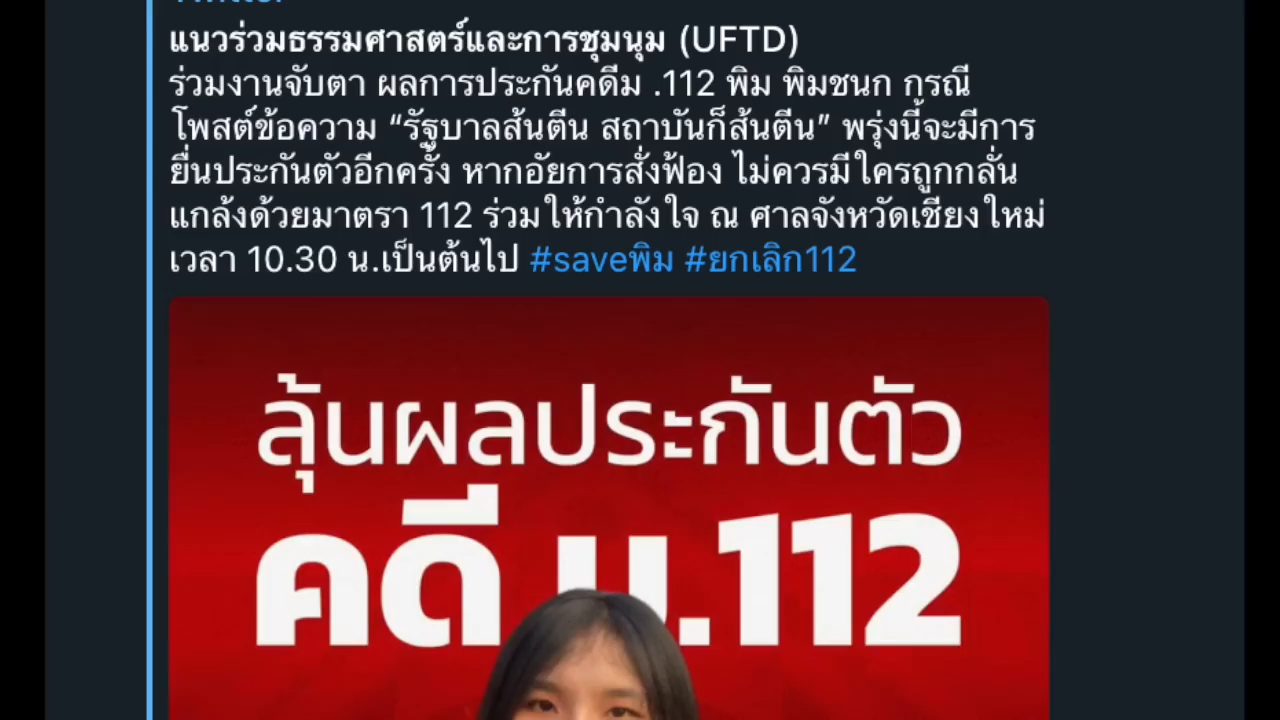 แนวร่วมธรรมศาสตร์และการชุมนุม (UFTD)
ร่วมงานจับตา ผลการประกันคดีม .112 พิม พิมชนก กรณี
โพสต์ข้อความ “รัฐบาลส้นตีน สถาบันก็ส้นตีน” พรุ่งนี้จะมีการ
ยื่นประกันตัวอีกครั้ง หากอัยการสั่งฟ้อง ไม่ควรมีใครถูกกลั่น
แกล้งด้วยมาตรา 112 ร่วมให้กำลังใจ ณ ศาลจังหวัดเชียงใหม่
เวลา 10.30 น.เป็นต้นไป #saveพิม #ยกเลิก112
ลุ้นผลประกันตัว
คดี ม.112